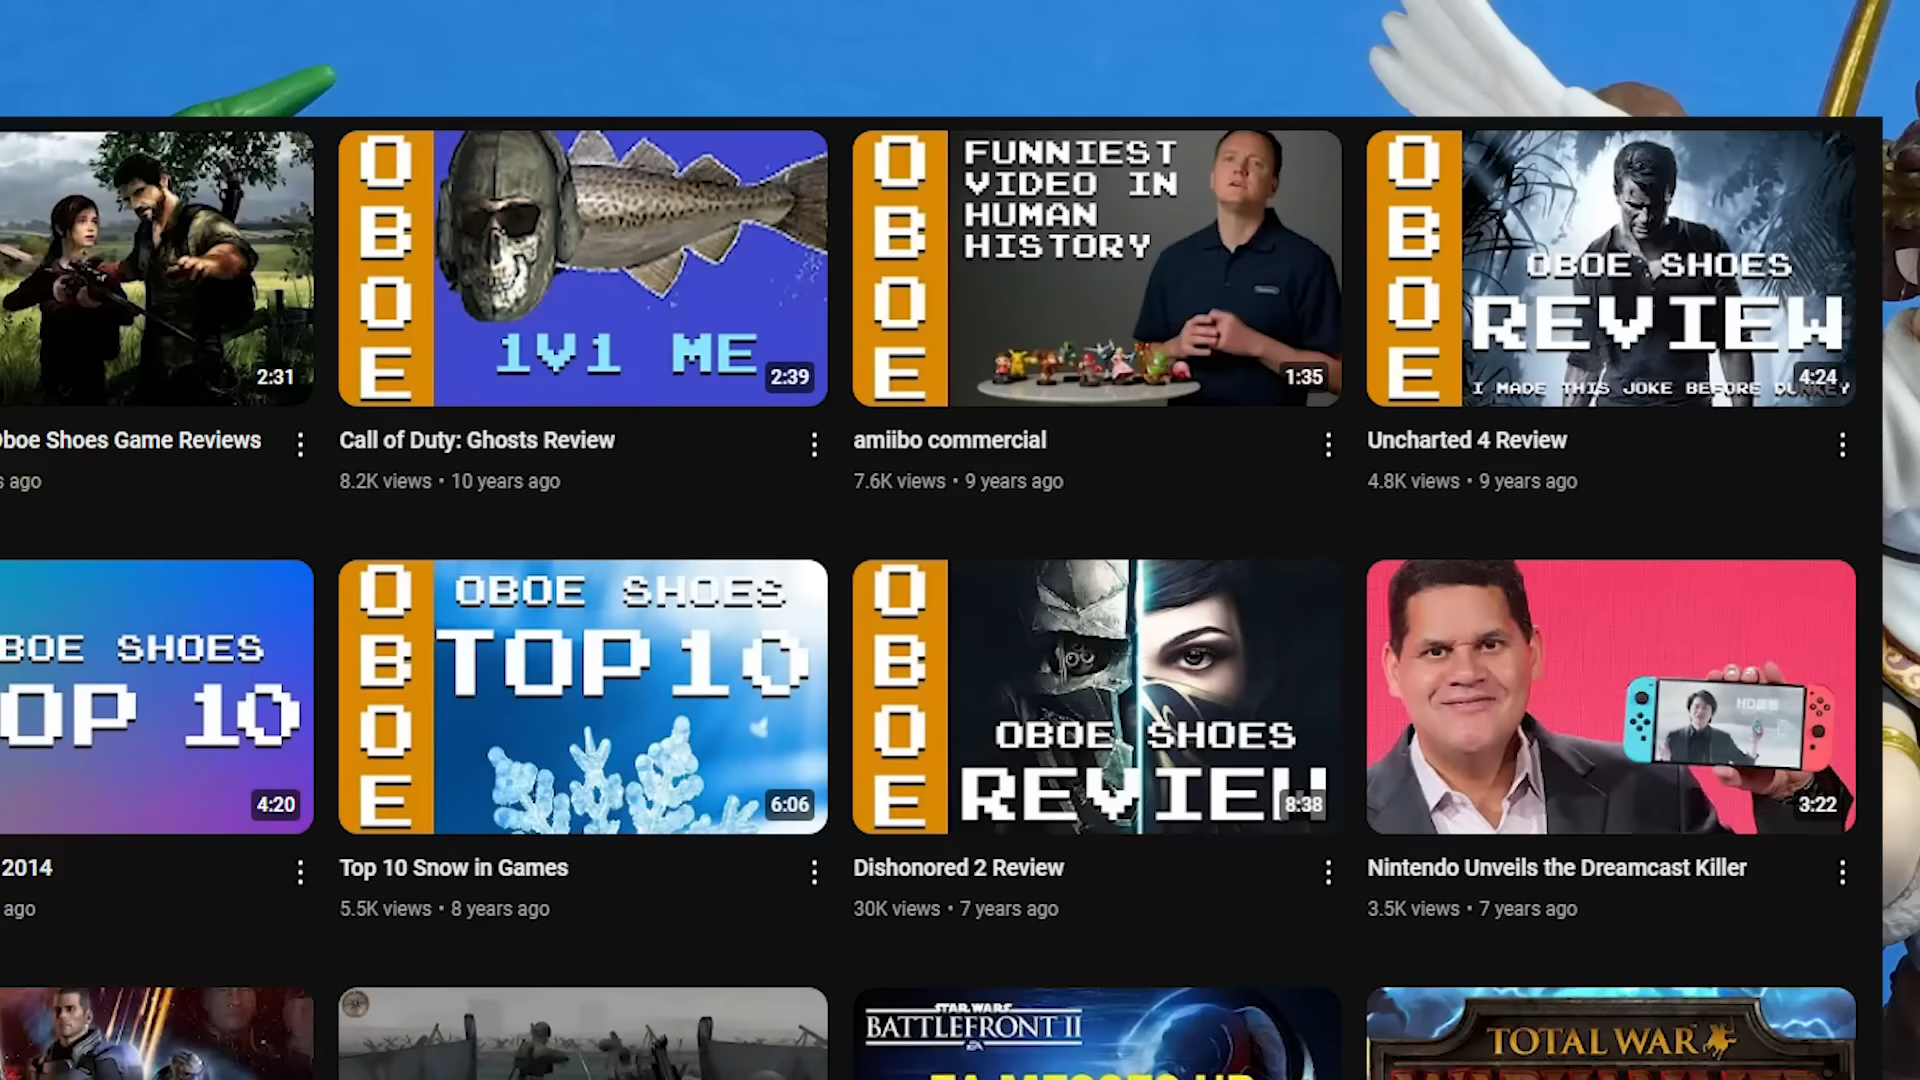 OBOE
1V1 ME
2:31
2:39
OBOE
FUNNIEST
VIDEO IN
HUMAN
HISTORY
1:35
OBOE
OBOE SHOES
REVIEW
I MADE THIS JOKE BEFORE DUNKEY
4:24
Oboe Shoes Game Reviews
Call of Duty: Ghosts Review
amiibo commercial
Uncharted 4 Review
s ago
8.2K views • 10 years ago
7.6K views • 9 years ago
4.8K views • 9 years ago
BOE SHOES
OP 10
4:20
OBOE
OBOE SHOES
TOP 10
6:06
OBOE
OBOE SHOES
REVIEW
8:38
3:22
2014
Top 10 Snow in Games
Dishonored 2 Review
Nintendo Unveils the Dreamcast Killer
ago
5.5K views • 8 years ago
30K views • 7 years ago
3.5K views • 7 years ago
STAR WARS
BATTLEFRONT II
EA
EA MESSES UP
TOTAL WAR